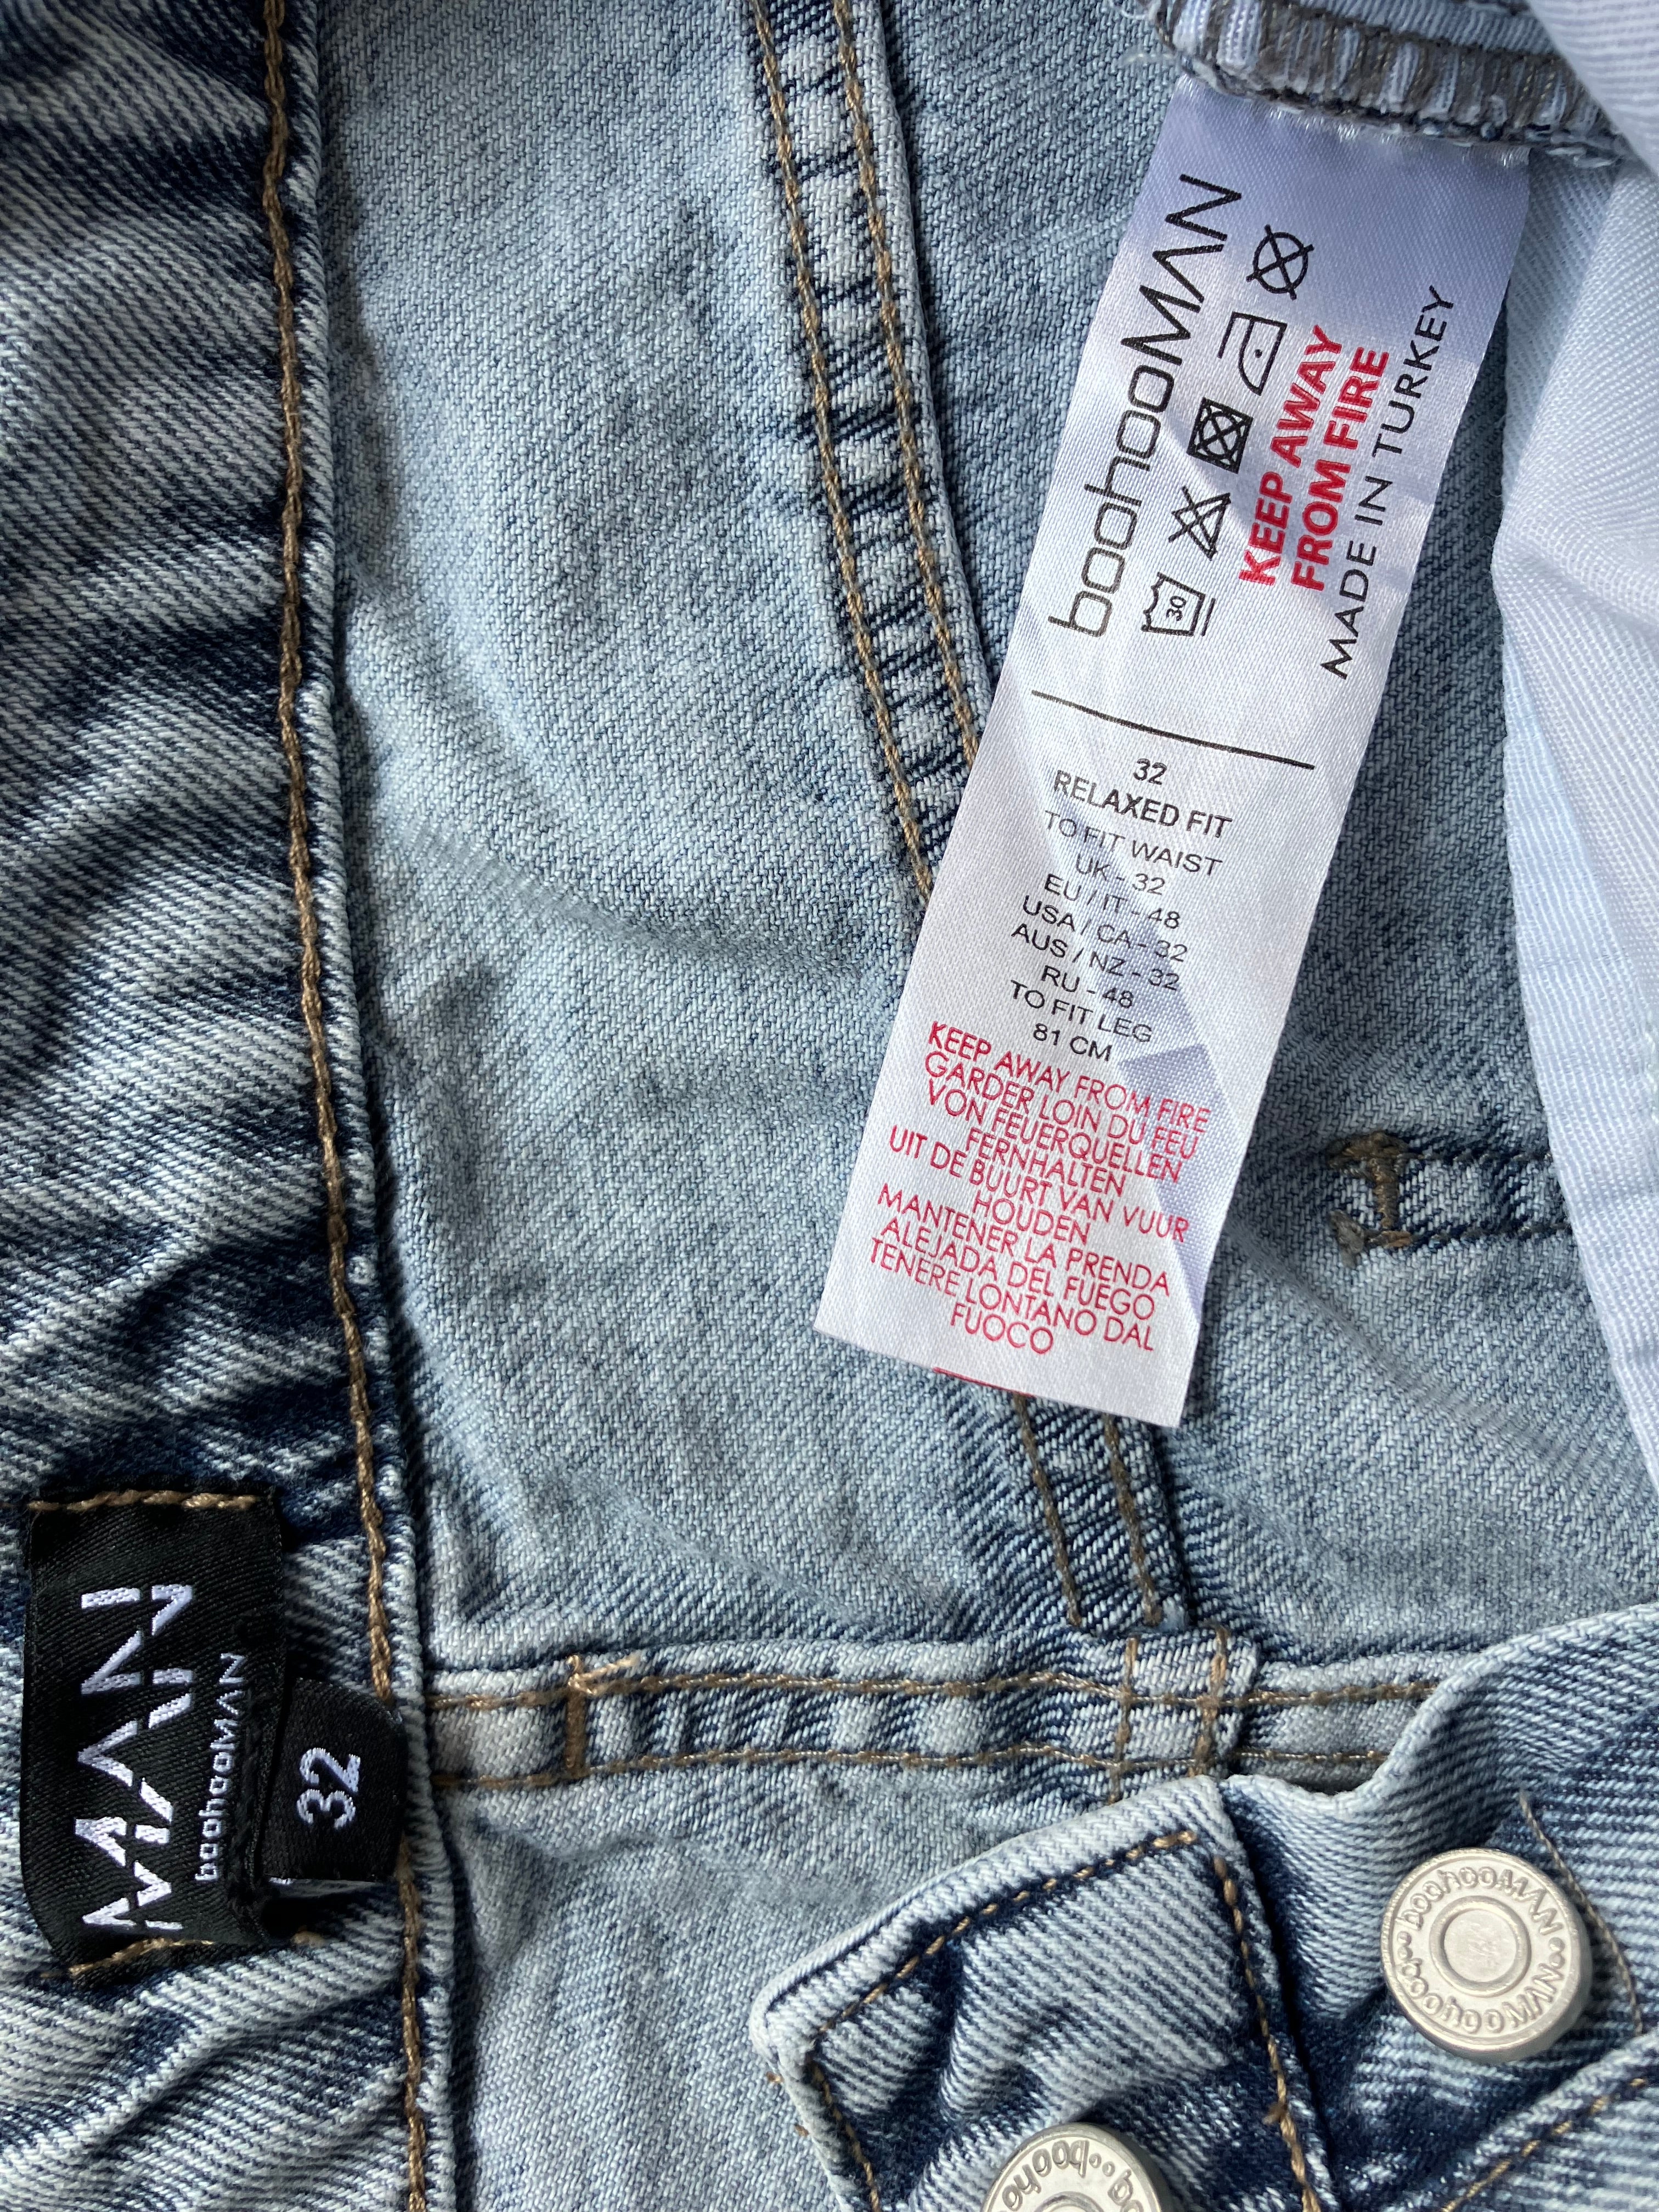 boohooMAN
30
KEEP AWAY
FROM FIRE
MADE IN TURKEY
32
RELAXED FIT
TO FIT WAIST
UK - 32
EU / IT - 48
USA / CA - 32
AUS / NZ - 32
RU - 48
TO FIT LEG
81 CM
KEEP AWAY FROM FIRE
GARDER LOIN DU FEU
VON FEUERQUELLEN
FERNHALTEN
UIT DE BUURT VAN VUUR
HOUDEN
MANTENER LA PRENDA
ALEJADA DEL FUEGO
TENERE LONTANO DAL
FUOCO
MAN
boohooMAN
32
boohooMAN
boohooMAN